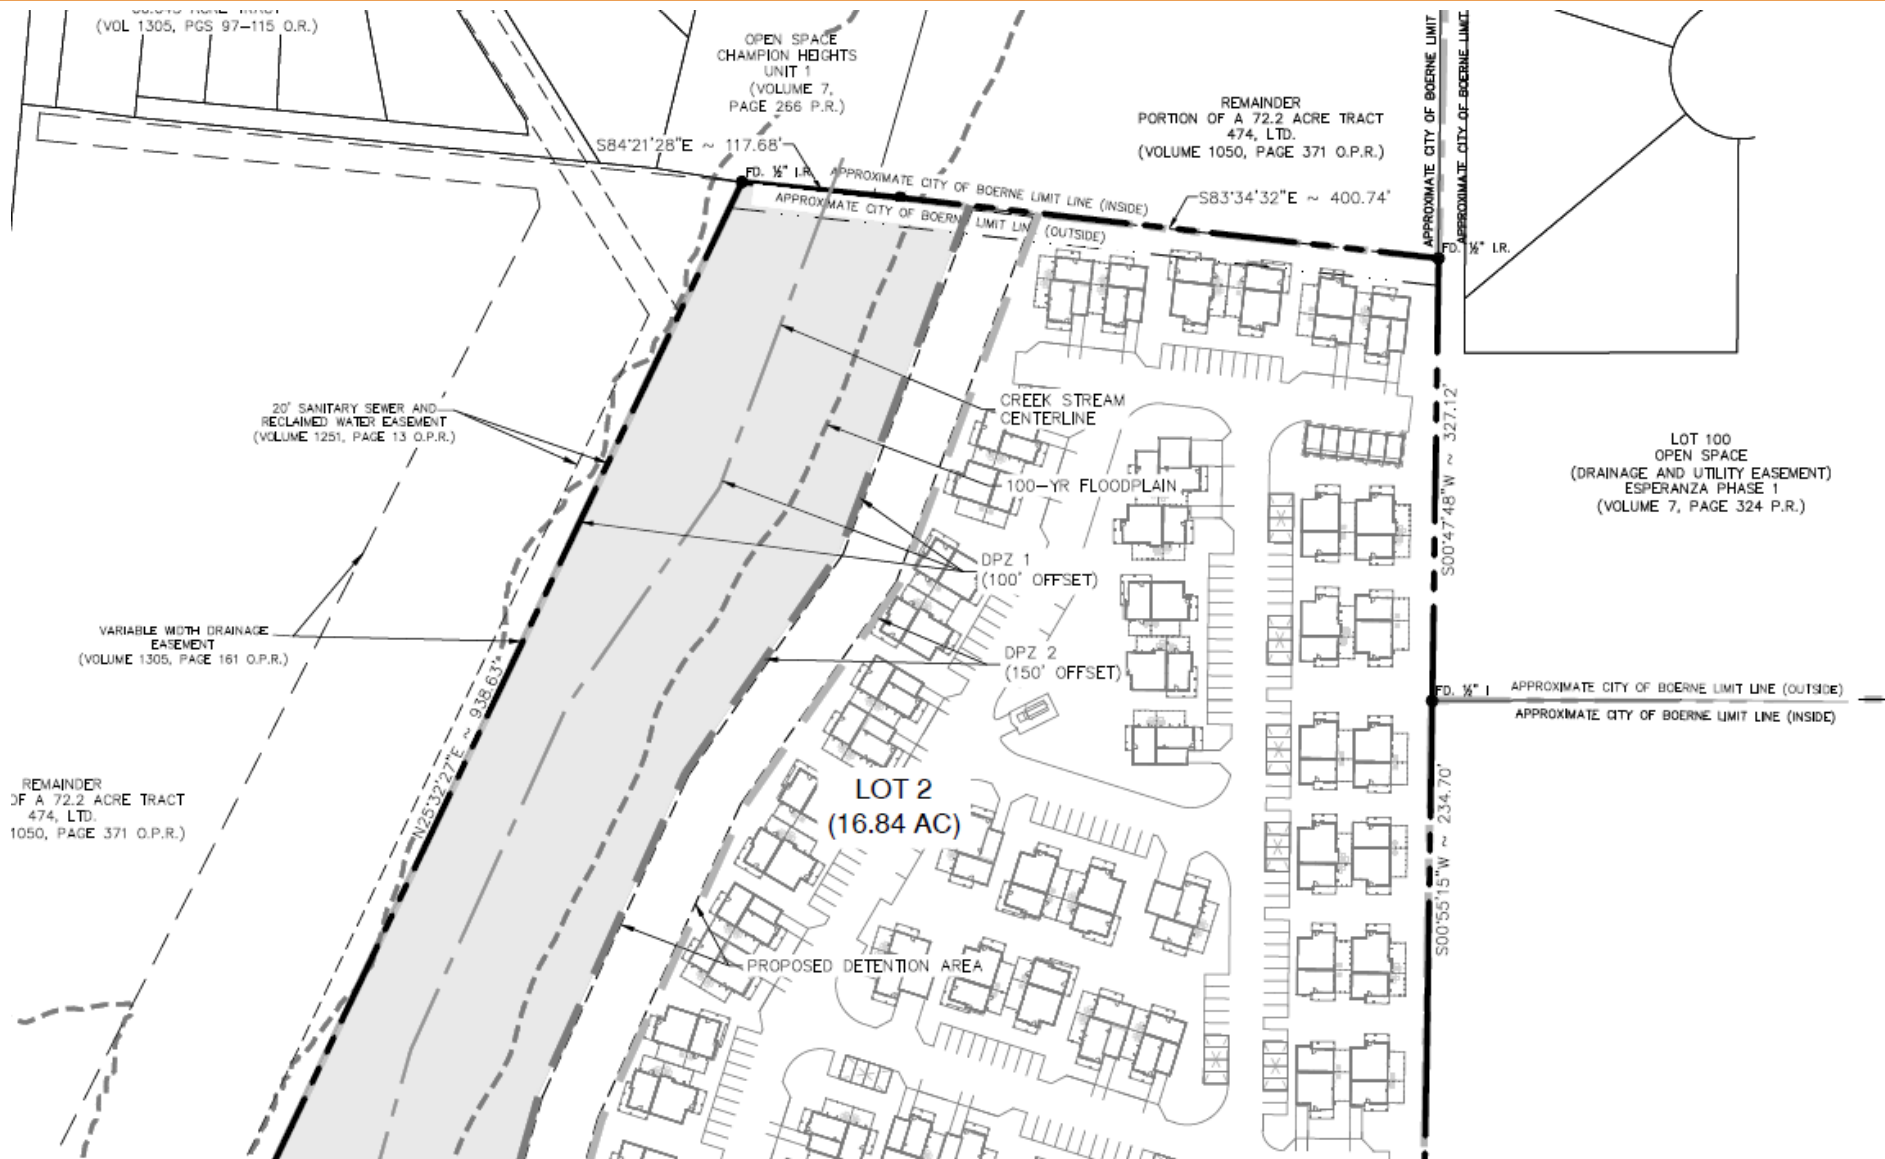 (VOL 1305, PGS 97-115 O.R.)
OPEN SPACE
CHAMPION HEIGHTS
UNIT 1
(VOLUME 7,
PAGE 266 P.R.)
REMAINDER
PORTION OF A 72.2 ACRE TRACT
474, LTD.
(VOLUME 1050, PAGE 371 O.P.R.)
APPROXIMATE CITY OF BOERNE LIMIT
APPROXIMATE CITY OF BOERNE LIMIT
S84°21'28"E ~ 117.68'
FD. ½" I.R.
APPROXIMATE CITY OF BOERNE LIMIT LINE (INSIDE)
APPROXIMATE CITY OF BOERNE LIMIT LINE (OUTSIDE)
S83°34'32"E ~ 400.74'
FD. ½" I.R.
20' SANITARY SEWER AND
RECLAIMED WATER EASEMENT
(VOLUME 1251, PAGE 13 O.P.R.)
CREEK STREAM
CENTERLINE
100-YR FLOODPLAIN
S00°47'48"W ~ 327.12'
LOT 100
OPEN SPACE
(DRAINAGE AND UTILITY EASEMENT)
ESPERANZA PHASE 1
(VOLUME 7, PAGE 324 P.R.)
DPZ 1
(100' OFFSET)
VARIABLE WIDTH DRAINAGE
EASEMENT
(VOLUME 1305, PAGE 161 O.P.R.)
DPZ 2
(150' OFFSET)
FD. ½" I
APPROXIMATE CITY OF BOERNE LIMIT LINE (OUTSIDE)
APPROXIMATE CITY OF BOERNE LIMIT LINE (INSIDE)
N25°32'27"E ~ 938.63'
REMAINDER
OF A 72.2 ACRE TRACT
474, LTD.
1050, PAGE 371 O.P.R.)
LOT 2
(16.84 AC)
S00°55'15"W ~ 234.70'
PROPOSED DETENTION AREA